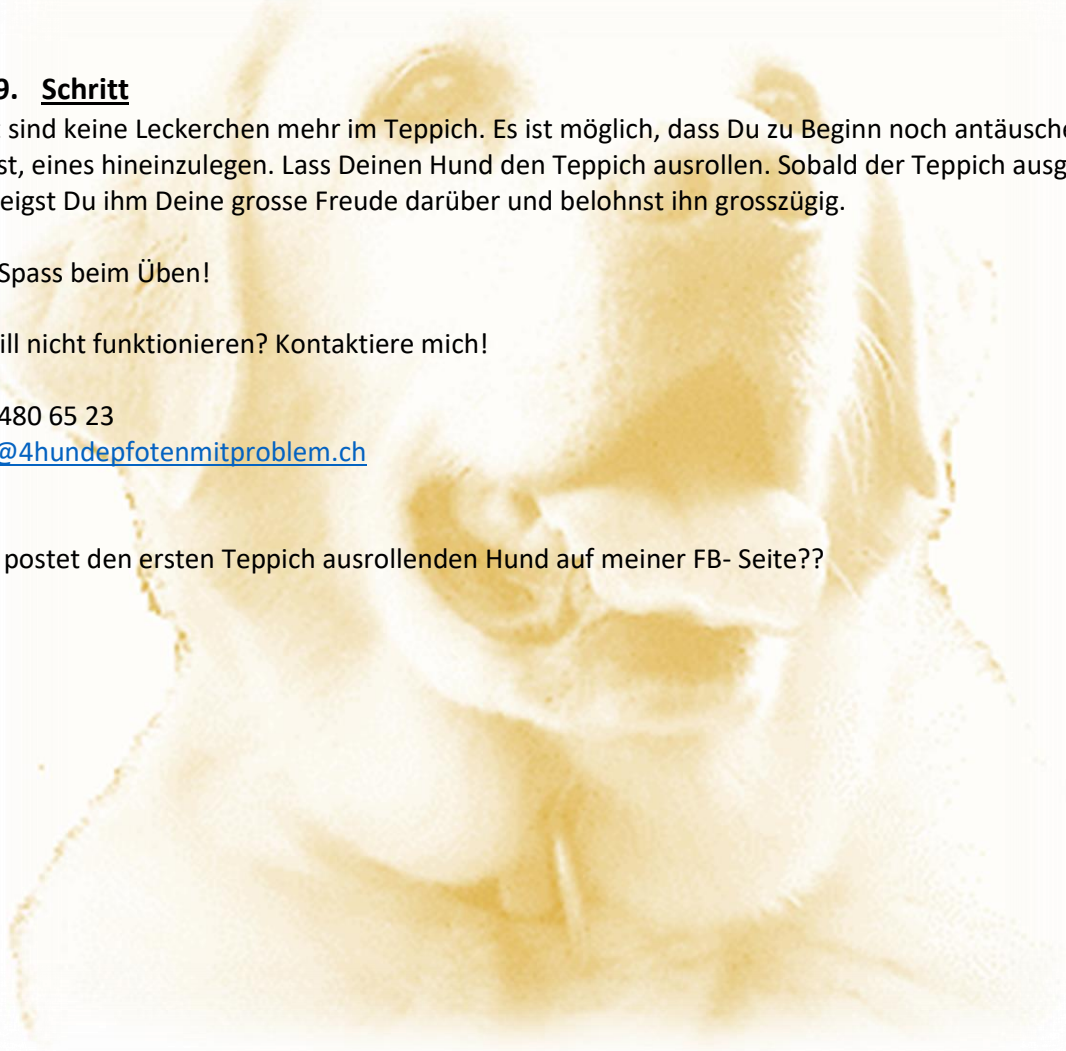 9. Schritt
sind keine Leckerchen mehr im Teppich. Es ist möglich, dass Du zu Beginn noch antäusche
st, eines hineinzulegen. Lass Deinen Hund den Teppich ausrollen. Sobald der Teppich ausg
eigst Du ihm Deine grosse Freude darüber und belohnst ihn grosszügig.
Spass beim Üben!
ill nicht funktionieren? Kontaktiere mich!
480 65 23
@4hundepfotenmitproblem.ch
postet den ersten Teppich ausrollenden Hund auf meiner FB- Seite??